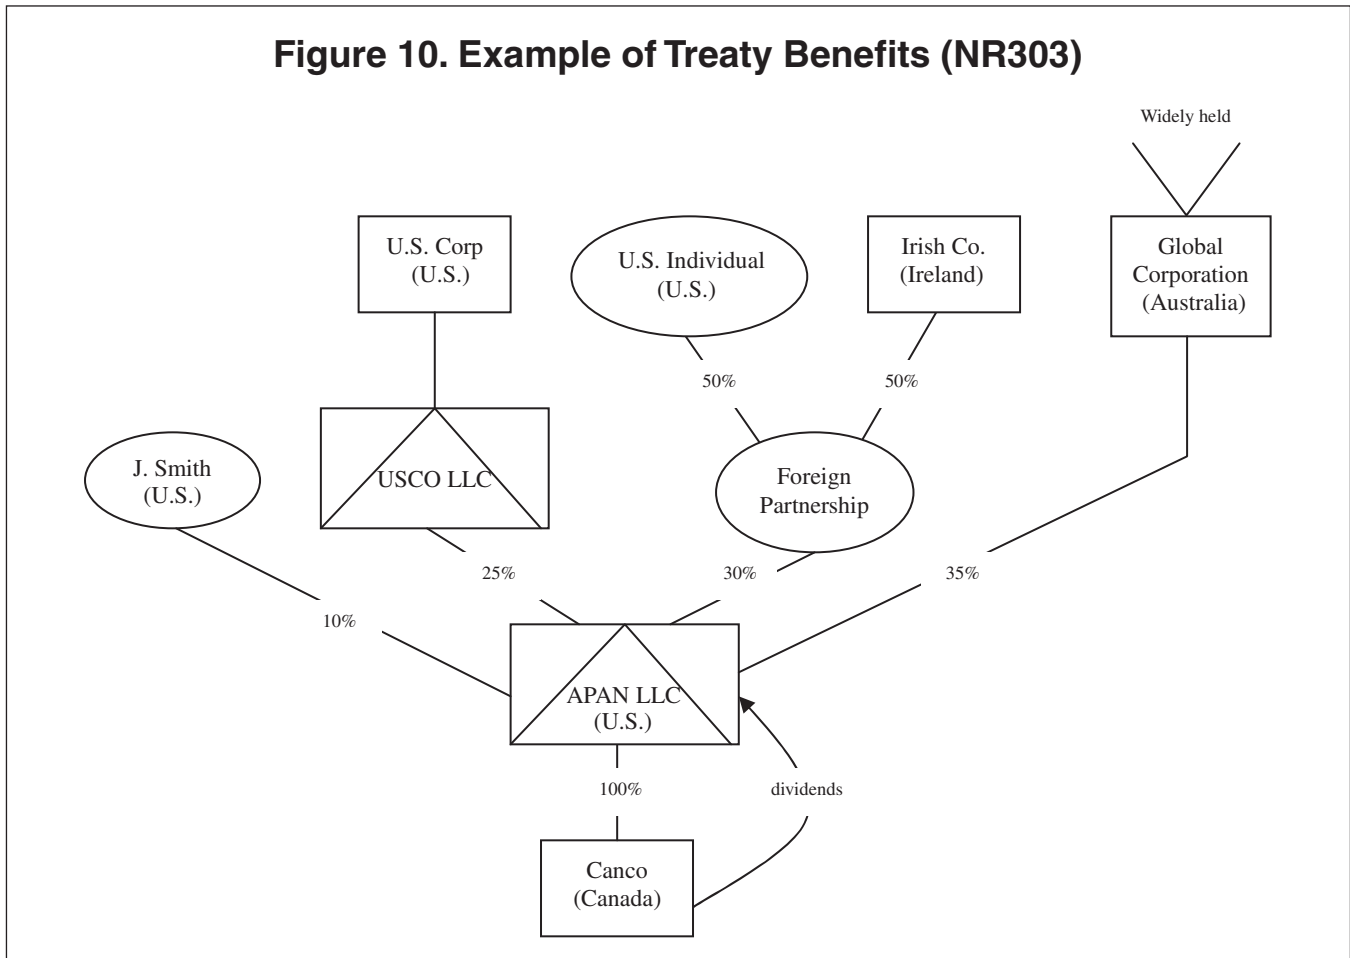 Figure 10. Example of Treaty Benefits (NR303)
Widely held
U.S. Corp
(U.S.)
U.S. Individual
(U.S.)
Irish Co.
(Ireland)
Global
Corporation
(Australia)
50%
50%
J. Smith
(U.S.)
USCO LLC
Foreign
Partnership
25%
30%
35%
10%
APAN LLC
(U.S.)
100%
dividends
Canco
(Canada)